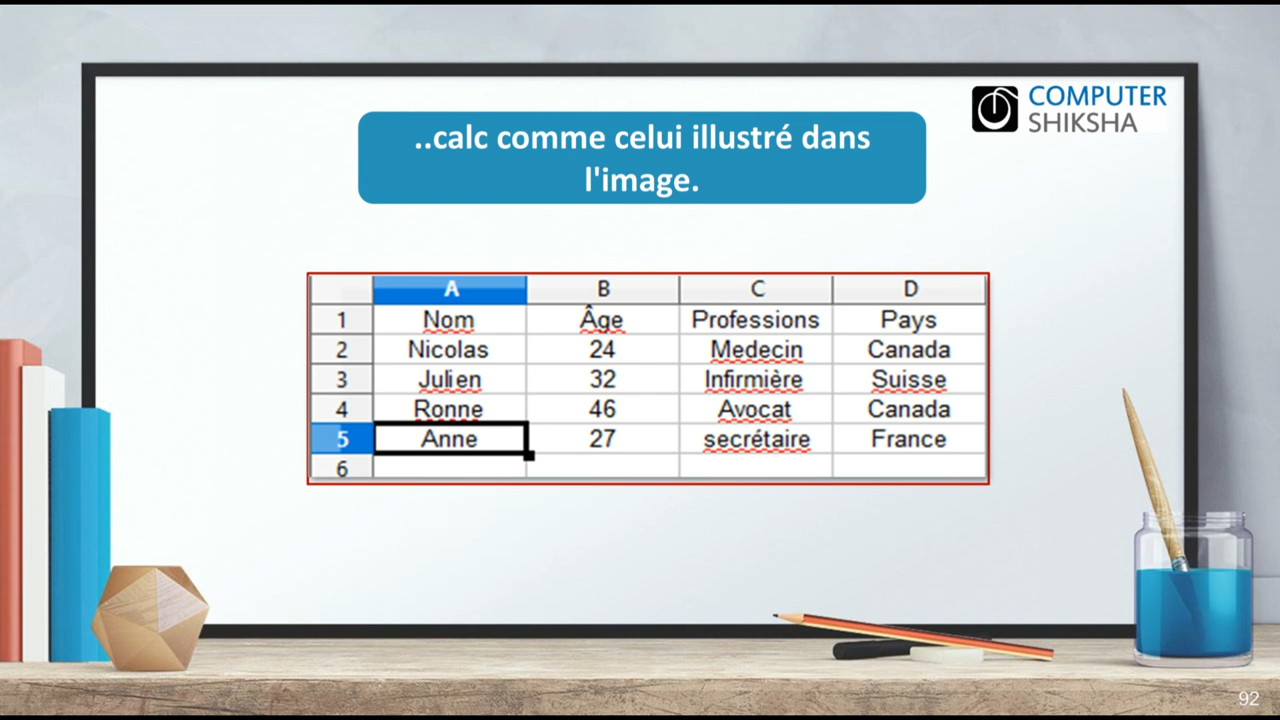 COMPUTER
SHIKSHA
..calc comme celui illustré dans
l'image.
A B C D
1 Nom Âge Professions Pays
2 Nicolas 24 Medecin Canada
3 Julien 32 Infirmière Suisse
4 Ronne 46 Avocat Canada
5 Anne 27 secrétaire France
6
92